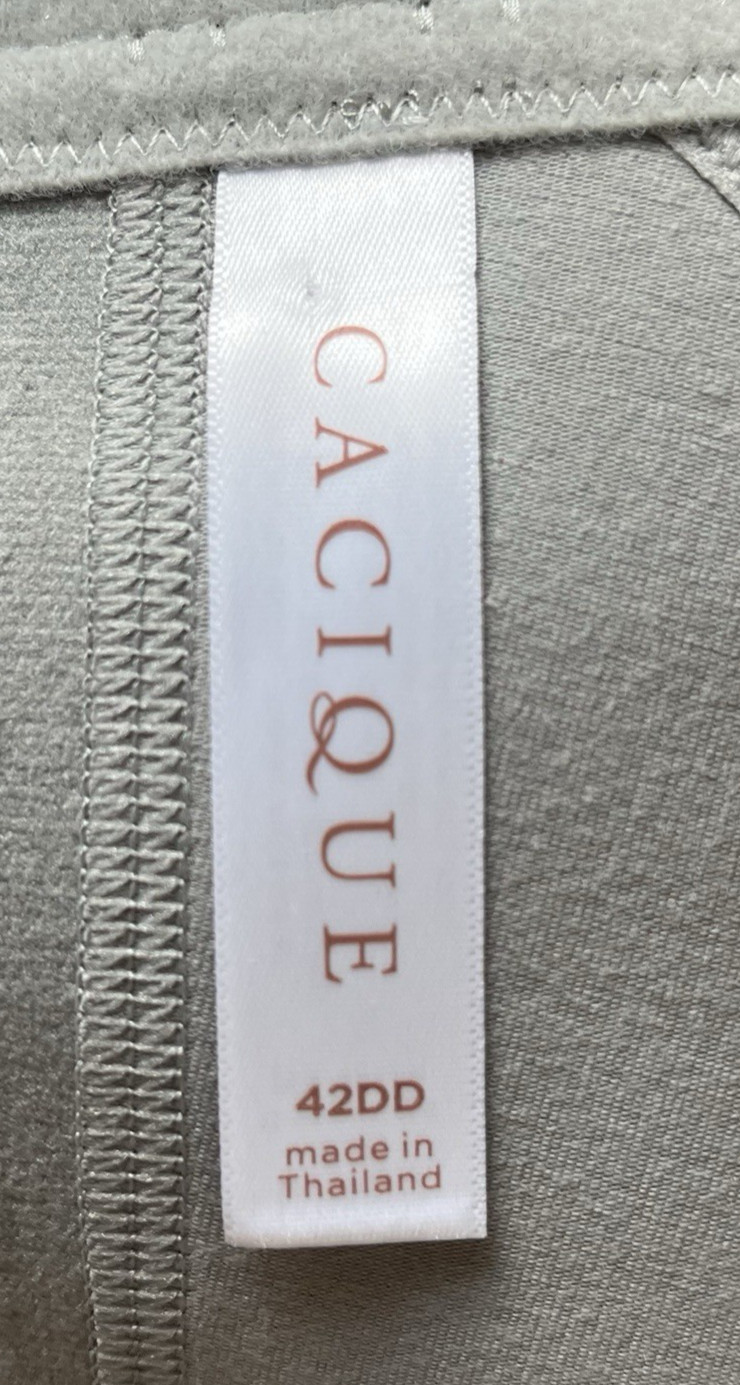 CACIQUE
42DD
made in
Thailand